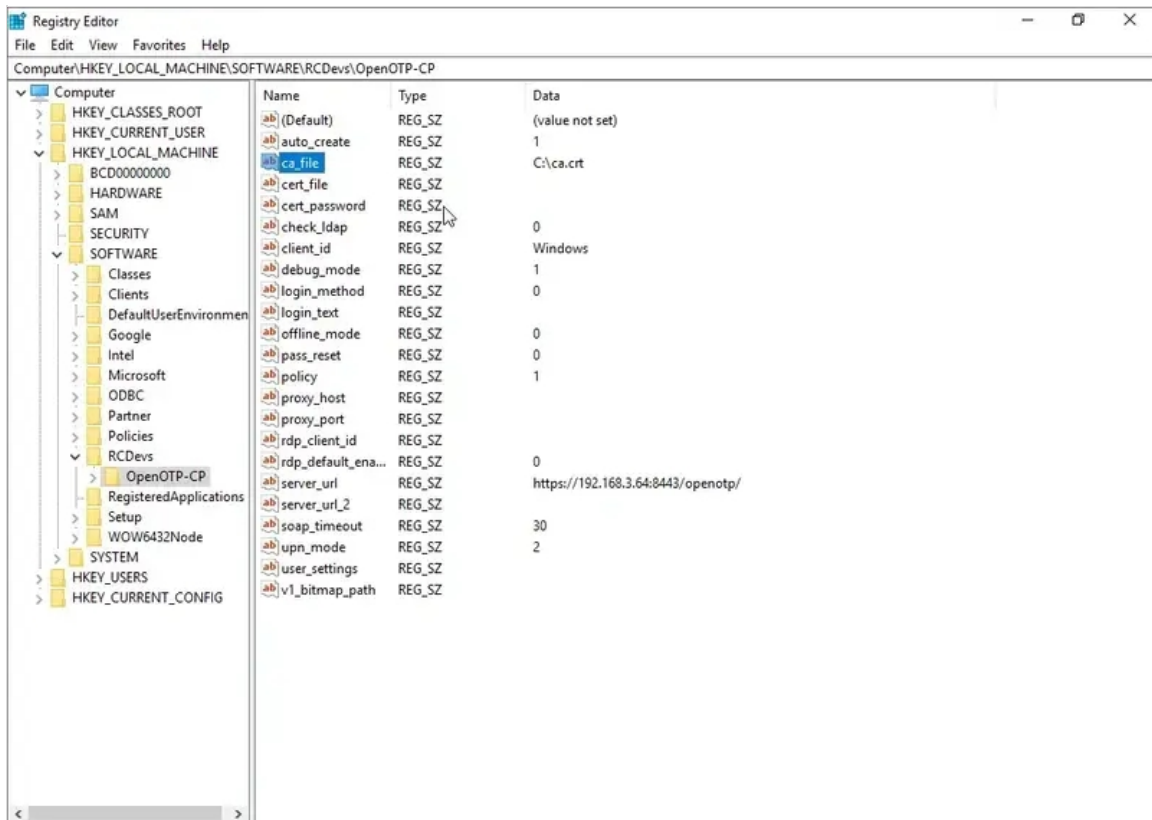 Registry Editor
File Edit View Favorites Help
Computer\HKEY_LOCAL_MACHINE\SOFTWARE\RCDevs\OpenOTP-CP
Computer
HKEY_CLASSES_ROOT
HKEY_CURRENT_USER
HKEY_LOCAL_MACHINE
BCD00000000
HARDWARE
SAM
SECURITY
SOFTWARE
Classes
Clients
DefaultUserEnvironmen
Google
Intel
Microsoft
ODBC
Partner
Policies
RCDevs
OpenOTP-CP
RegisteredApplications
Setup
WOW6432Node
SYSTEM
HKEY_USERS
HKEY_CURRENT_CONFIG
Name Type Data
(Default) REG_SZ (value not set)
auto_create REG_SZ 1
ca_file REG_SZ C:\ca.crt
cert_file REG_SZ
cert_password REG_SZ
check_ldap REG_SZ 0
client_id REG_SZ Windows
debug_mode REG_SZ 1
login_method REG_SZ 0
login_text REG_SZ
offline_mode REG_SZ 0
pass_reset REG_SZ 0
policy REG_SZ 1
proxy_host REG_SZ
proxy_port REG_SZ
rdp_client_id REG_SZ
rdp_default_ena... REG_SZ 0
server_url REG_SZ https://192.168.3.64:8443/openotp/
server_url_2 REG_SZ
soap_timeout REG_SZ 30
upn_mode REG_SZ 2
user_settings REG_SZ
v1_bitmap_path REG_SZ